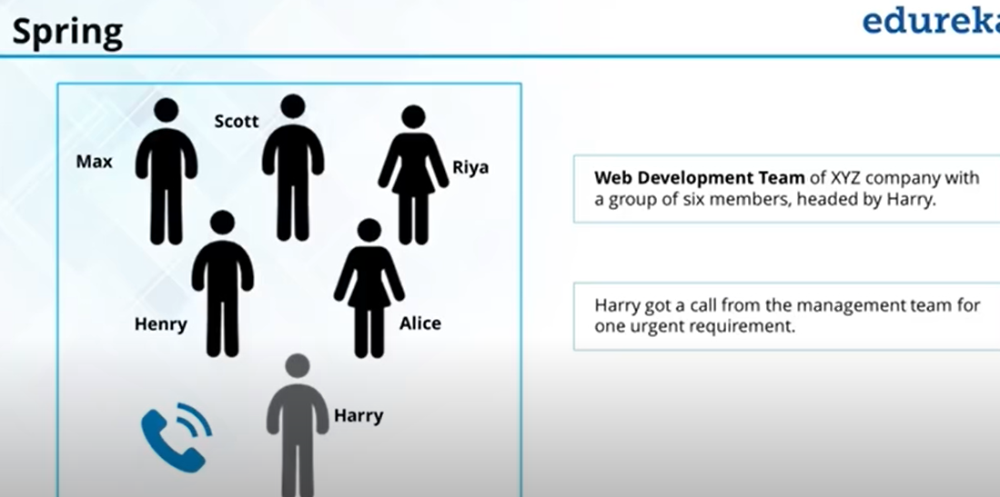 Spring
edureka
Scott
Max
Riya
Henry
Alice
Harry
Web Development Team of XYZ company with
a group of six members, headed by Harry.
Harry got a call from the management team for
one urgent requirement.